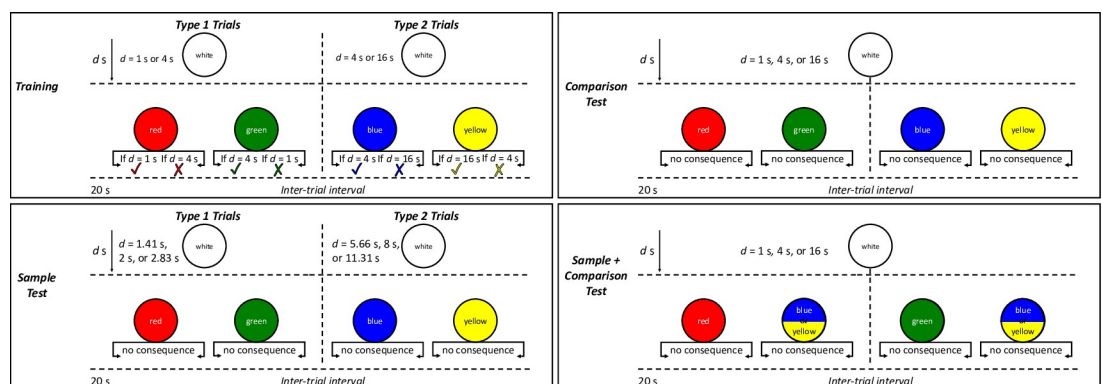 Type 1 Trials
Type 2 Trials
Training
d s
d = 1 s or 4 s
white
d = 4 s or 16 s
white
red
green
blue
yellow
If d = 1 s If d = 4 s
If d = 4 s If d = 1 s
If d = 4 s If d = 16 s
If d = 16 s If d = 4 s
20 s
Inter-trial interval
Comparison
Test
d s
d = 1 s, 4 s, or 16 s
white
red
green
blue
yellow
no consequence
no consequence
no consequence
no consequence
20 s
Inter-trial interval
Type 1 Trials
Type 2 Trials
Sample
Test
d s
d = 1.41 s,
2 s, or 2.83 s
white
d = 5.66 s, 8 s,
or 11.31 s
white
red
green
blue
yellow
no consequence
no consequence
no consequence
no consequence
20 s
Inter-trial interval
Sample +
Comparison
Test
d s
d = 1 s, 4 s, or 16 s
white
red
blue
yellow
green
blue
yellow
no consequence
no consequence
no consequence
no consequence
20 s
Inter-trial interval